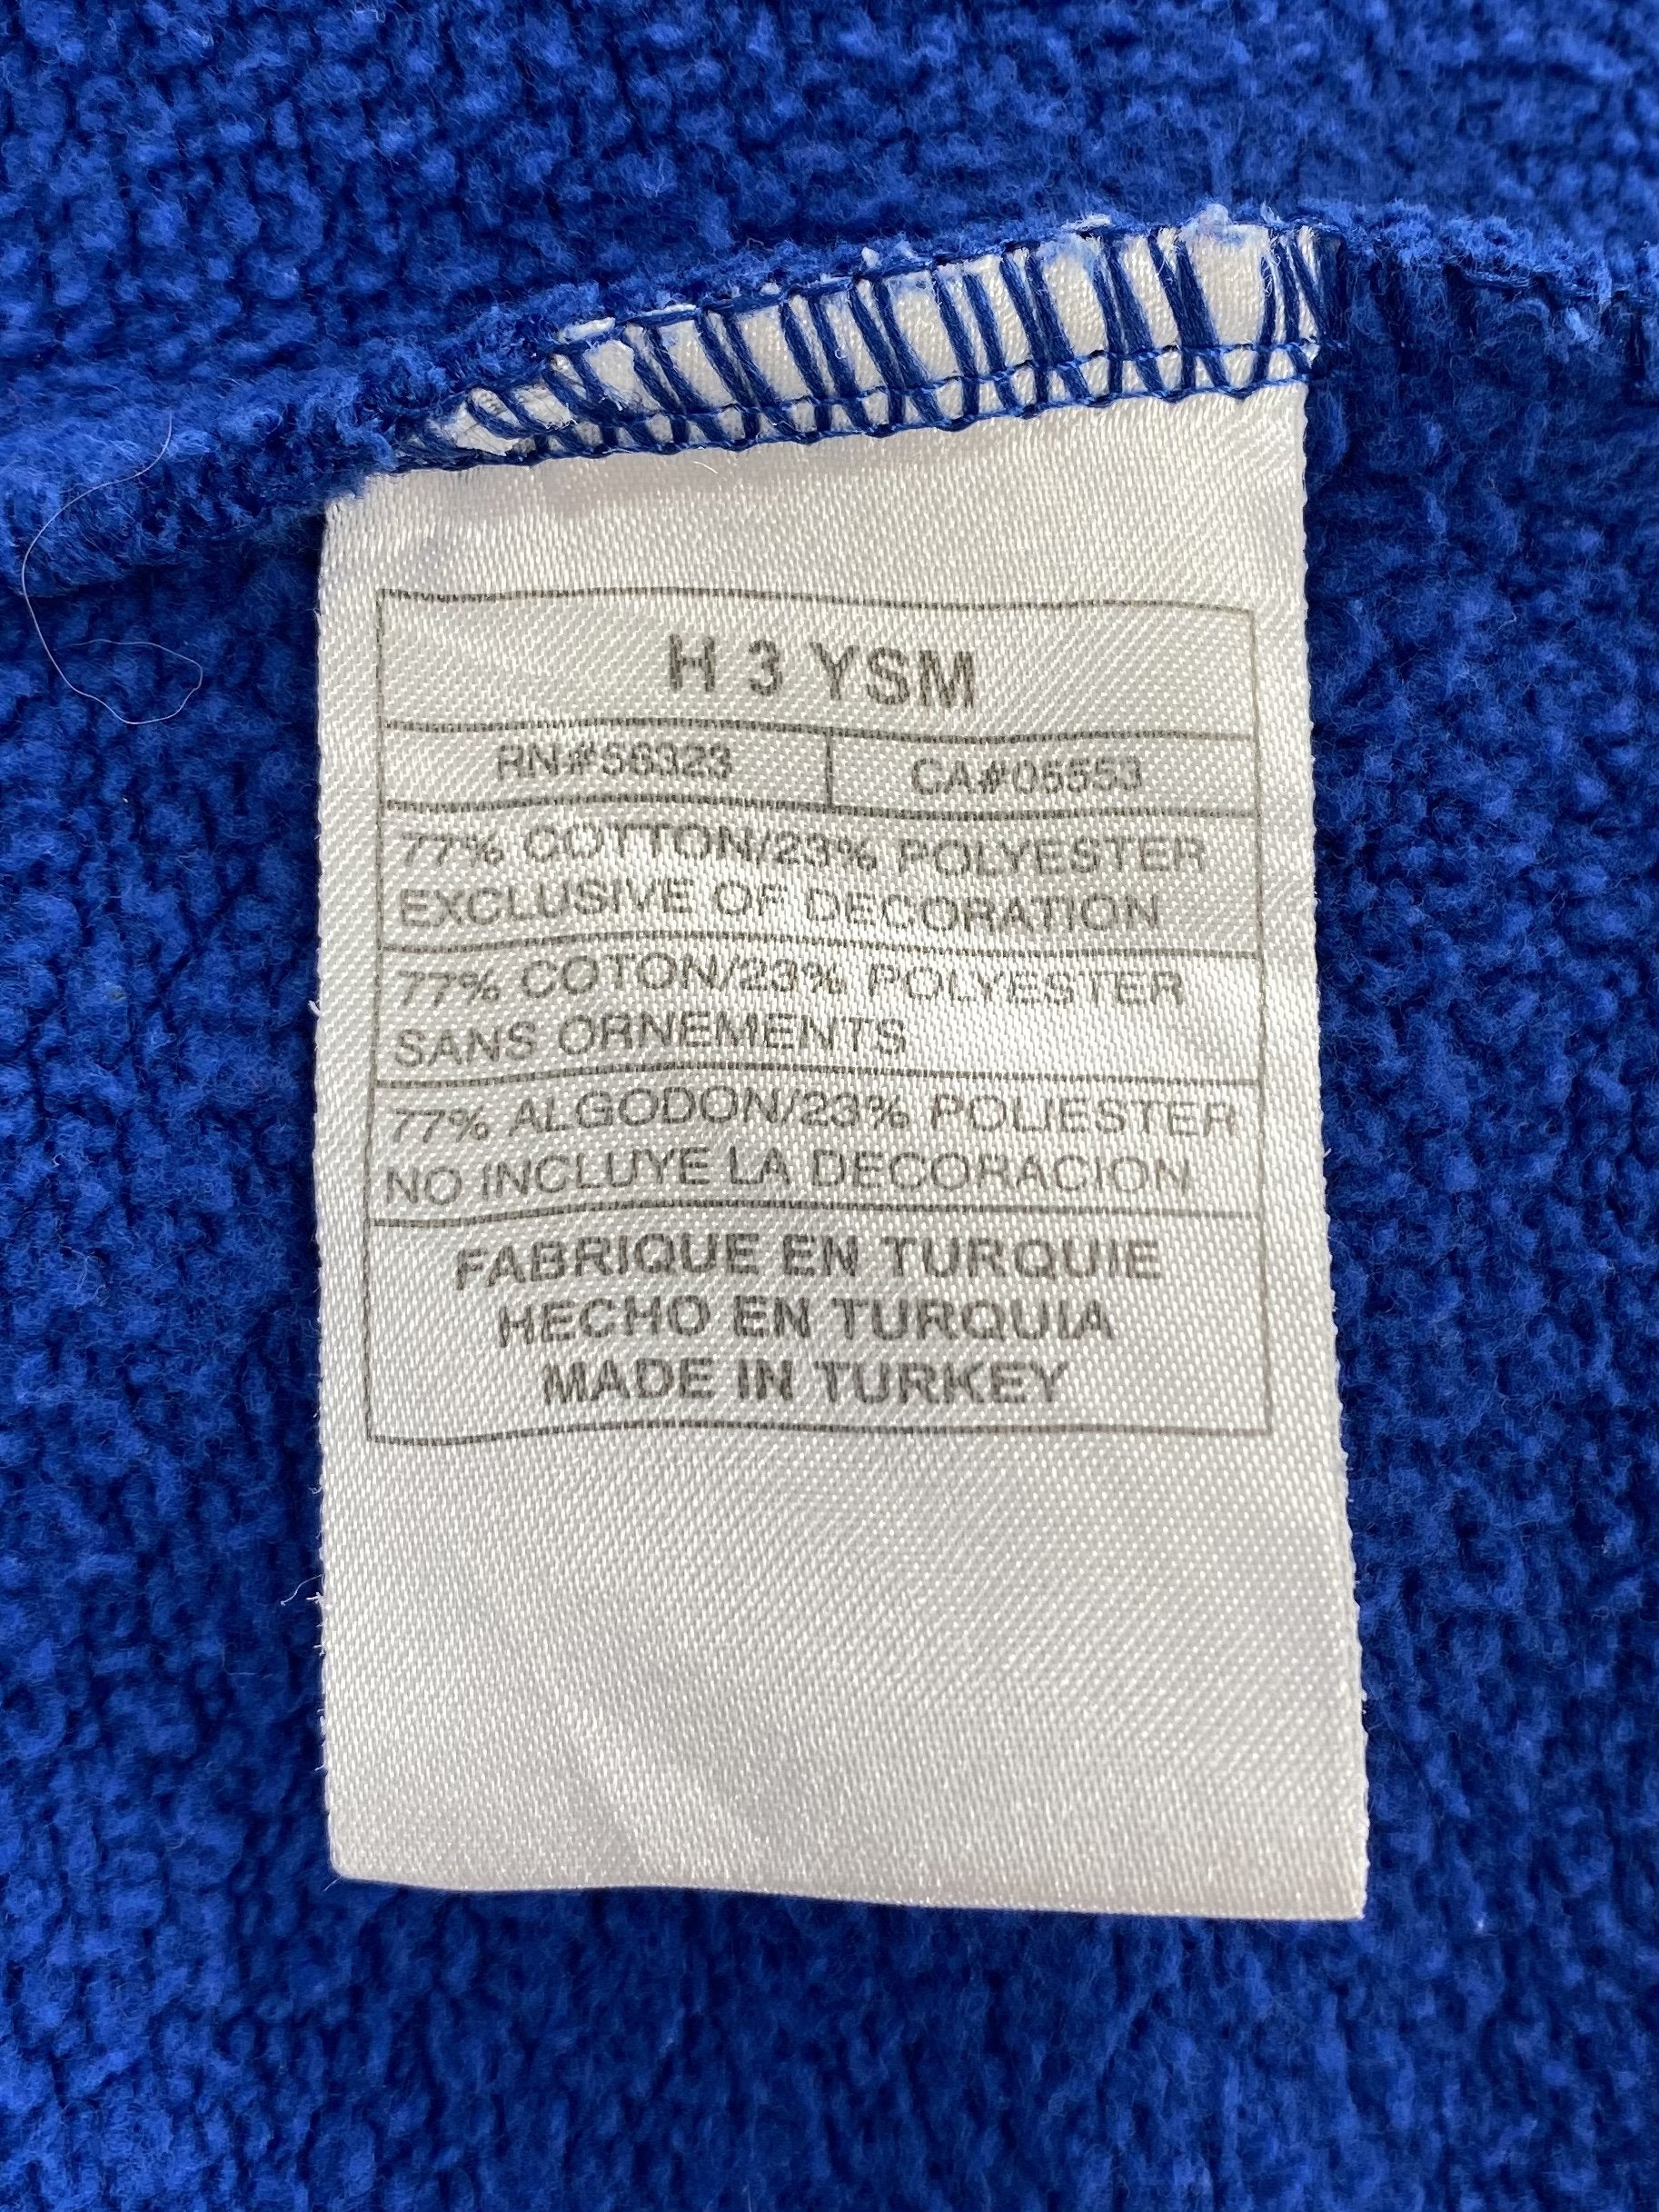 H 3 YSM
RN#56323 CA#05553
77% COTTON/23% POLYESTER
EXCLUSIVE OF DECORATION
77% COTON/23% POLYESTER
SANS ORNEMENTS
77% ALGODON/23% POLIESTER
NO INCLUYE LA DECORACION
FABRIQUE EN TURQUIE
HECHO EN TURQUIA
MADE IN TURKEY